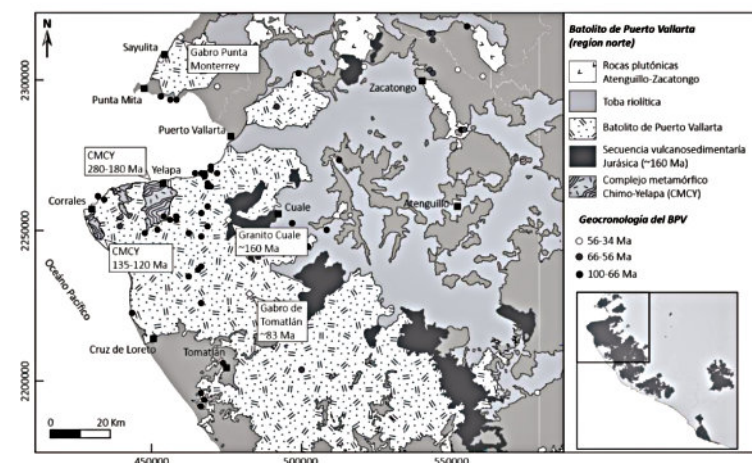 N
Sayulita
Gabro Punta
Monterrey
Punta Mita
Zacatongo
Puerto Vallarta
CMCY
280-180 Ma
Yelapa
Corrales
Cuale
Atenguillo
Granito Cuale
~160 Ma
CMCY
135-120 Ma
Océano Pacífico
Gabro de
Tomatlán
~83 Ma
Cruz de Loreto
Tomatlán
0 20 Km
2300000
2250000
2200000
450000 500000 550000
Batolito de Puerto Vallarta
(region norte)
Rocas plutónicas
Atenguillo-Zacatongo
Toba riolítica
Batolito de Puerto Vallarta
Secuencia vulcanosedimentaría
Jurásica (~160 Ma)
Complejo metamórfico
Chimo-Yelapa (CMCY)
Geocronología del BPV
56-34 Ma
66-56 Ma
100-66 Ma